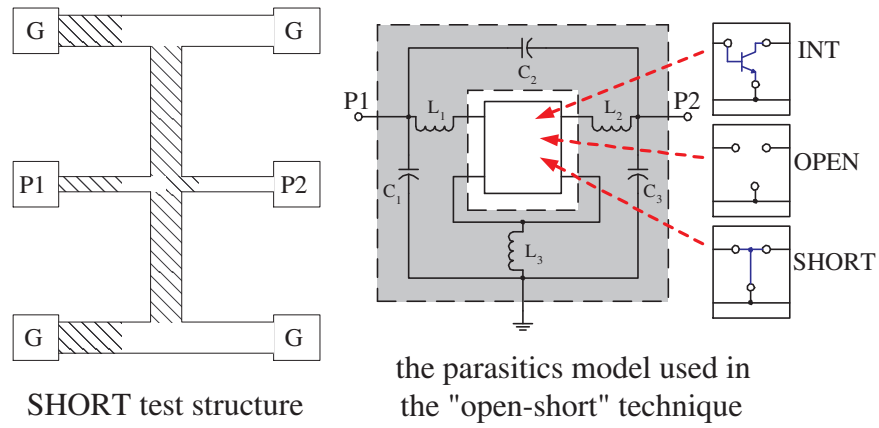 G G
P1 P2
G G
SHORT test structure
C₂
P1 L₁ L₂ P2
C₁ C₃
L₃
the parasitics model used in
the "open-short" technique
INT
OPEN
SHORT